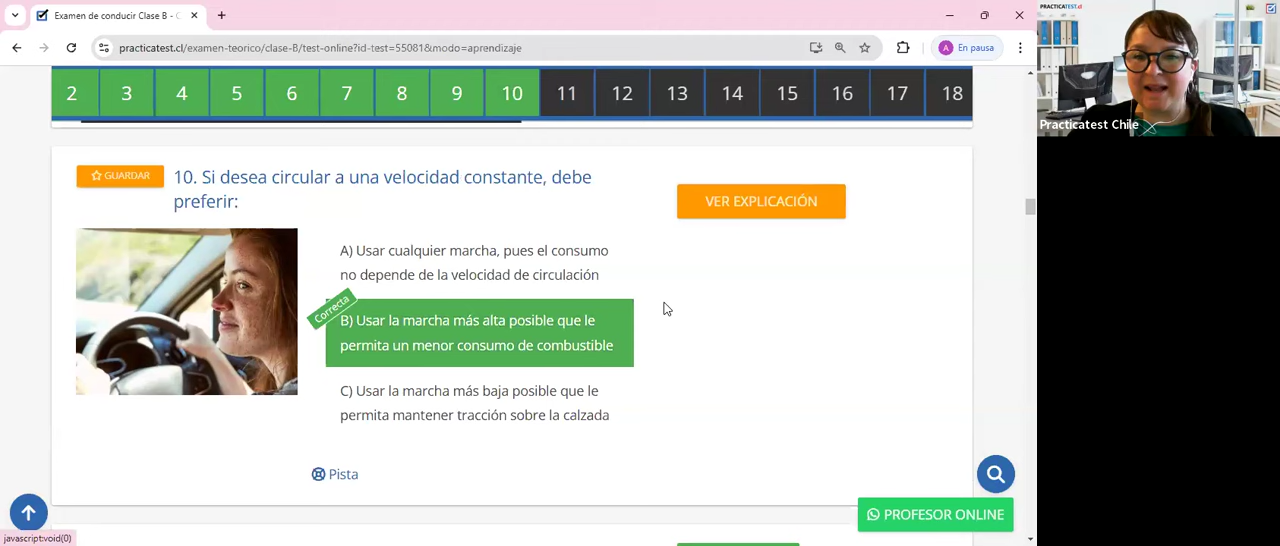 Examen de conducir Clase B - C
practicatest.cl/examen-teorico/clase-B/test-online?id-test=55081&modo=aprendizaje
A
En pausa
PRACTICATEST.cl
Practicatest Chile
2 3 4 5 6 7 8 9 10 11 12 13 14 15 16 17 18
GUARDAR
10. Si desea circular a una velocidad constante, debe
preferir:
VER EXPLICACIÓN
A) Usar cualquier marcha, pues el consumo
no depende de la velocidad de circulación
Correcta
B) Usar la marcha más alta posible que le
permita un menor consumo de combustible
C) Usar la marcha más baja posible que le
permita mantener tracción sobre la calzada
Pista
PROFESOR ONLINE
javascript:void(0)